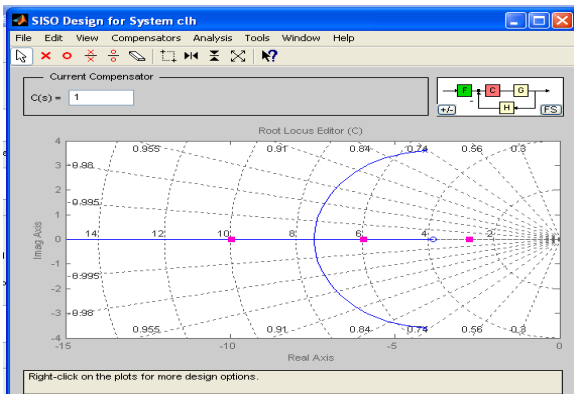 SISO Design for System clh
File Edit View Compensators Analysis Tools Window Help
Current Compensator
C(s) = 1
F C G
H
+/- FS
Root Locus Editor (C)
4
3
2
1
0
-1
-2
-3
-4
0.955 0.91 0.84 0.74 0.56 0.3
0.98
0.995
14 12 10 8 6 4 2
0.995
0.98
0.955 0.91 0.84 0.74 0.56 0.3
-15 -10 -5 0
Imag Axis
Real Axis
Right-click on the plots for more design options.